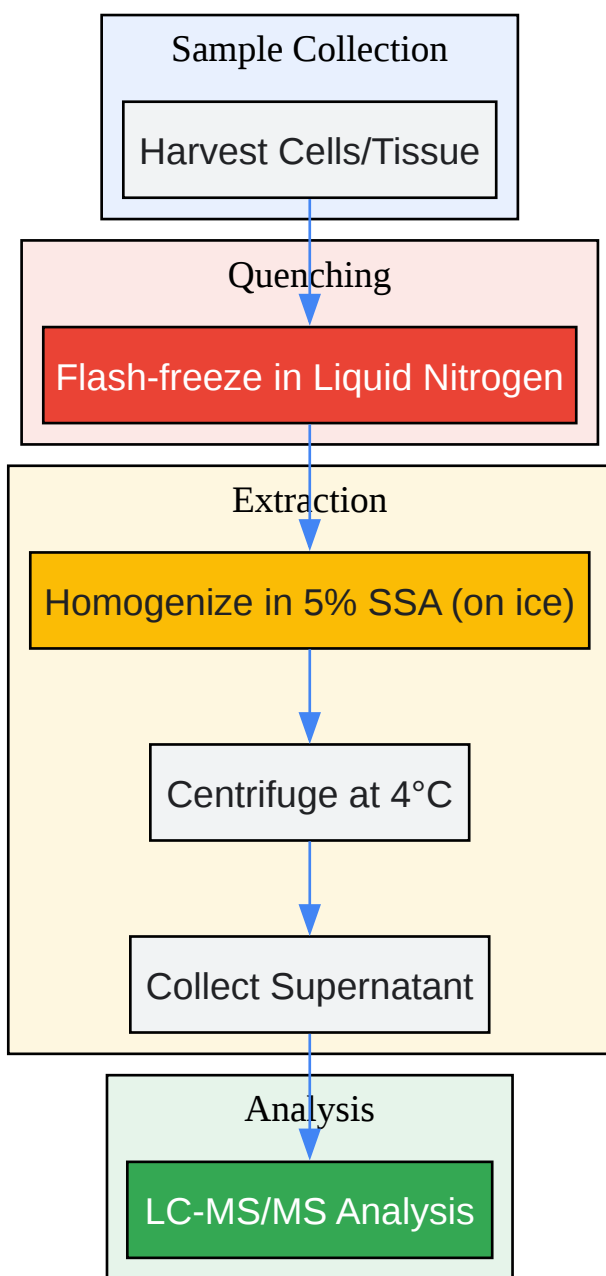 Sample Collection
Harvest Cells/Tissue
Quenching
Flash-freeze in Liquid Nitrogen
Extraction
Homogenize in 5% SSA (on ice)
Centrifuge at 4°C
Collect Supernatant
Analysis
LC-MS/MS Analysis